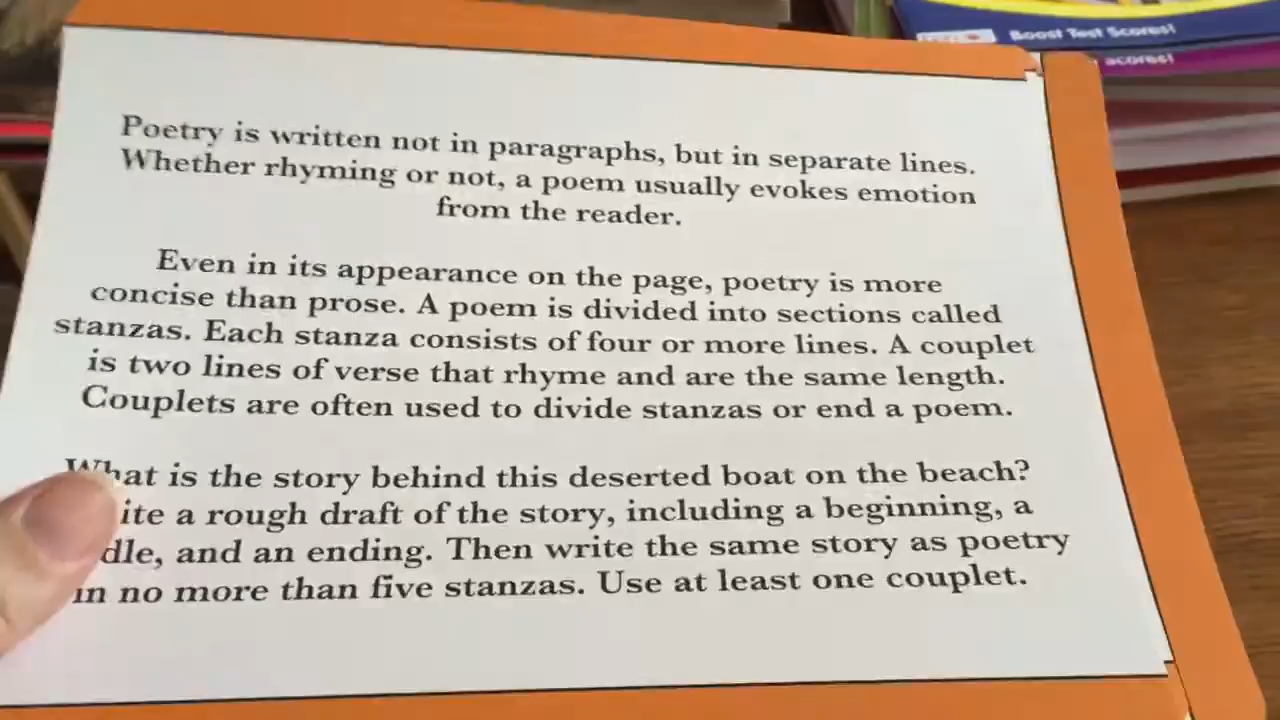 Boost Test Scores!
scores!
Poetry is written not in paragraphs, but in separate lines.
Whether rhyming or not, a poem usually evokes emotion
from the reader.
Even in its appearance on the page, poetry is more
concise than prose. A poem is divided into sections called
stanzas. Each stanza consists of four or more lines. A couplet
is two lines of verse that rhyme and are the same length.
Couplets are often used to divide stanzas or end a poem.
What is the story behind this deserted boat on the beach?
ite a rough draft of the story, including a beginning, a
dle, and an ending. Then write the same story as poetry
in no more than five stanzas. Use at least one couplet.